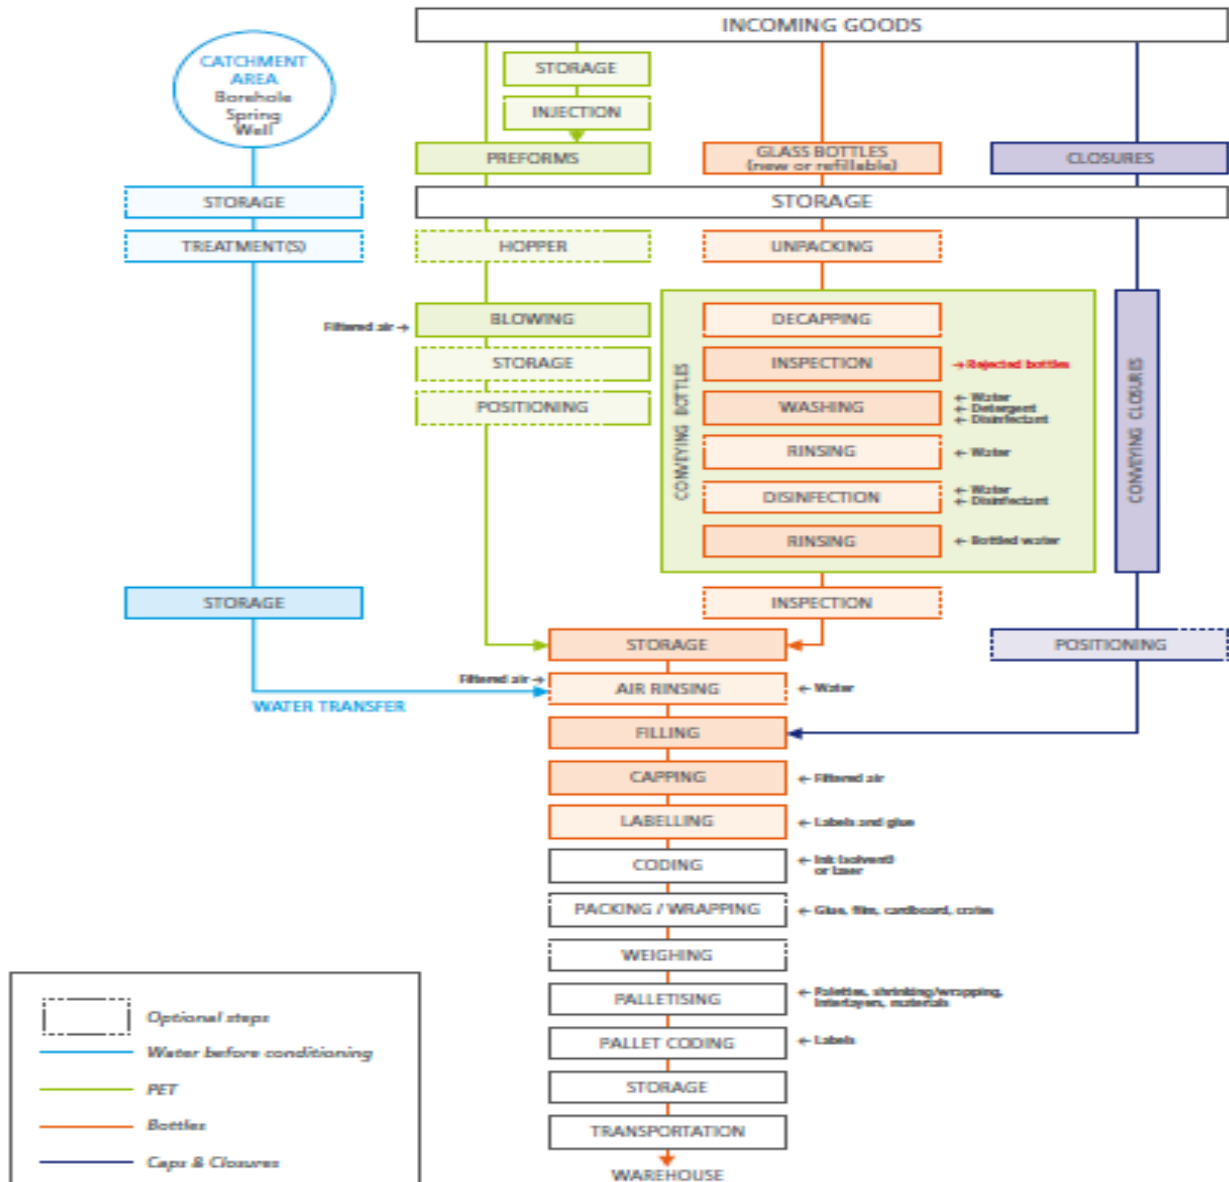 INCOMING GOODS
CATCHMENT
AREA
Borehole
Spring
Well
STORAGE
INJECTION
PREFORMS
GLASS BOTTLES
(new or refillable)
CLOSURES
STORAGE
STORAGE
TREATMENT(S)
HOPPER
UNPACKING
Filtered air →
BLOWING
STORAGE
POSITIONING
CONVEYING BOTTLES
DECAPPING
INSPECTION
→ Rejected bottles
WASHING
← Water
← Detergent
← Disinfectant
RINSING
← Water
DISINFECTION
← Water
← Disinfectant
RINSING
← Bottled water
CONVEYING CLOSURES
STORAGE
INSPECTION
STORAGE
POSITIONING
Filtered air →
AIR RINSING
← Water
WATER TRANSFER
FILLING
CAPPING
← Filtered air
LABELLING
← Labels and glue
CODING
← Ink (solvent)
or laser
PACKING / WRAPPING
← Glue, film, cardboard, crates
WEIGHING
PALLETISING
← Palettes, shrinking/wrapping,
interlayers, materials
PALLET CODING
← Labels
STORAGE
TRANSPORTATION
WAREHOUSE
Optional steps
Water before conditioning
PET
Bottles
Caps & Closures